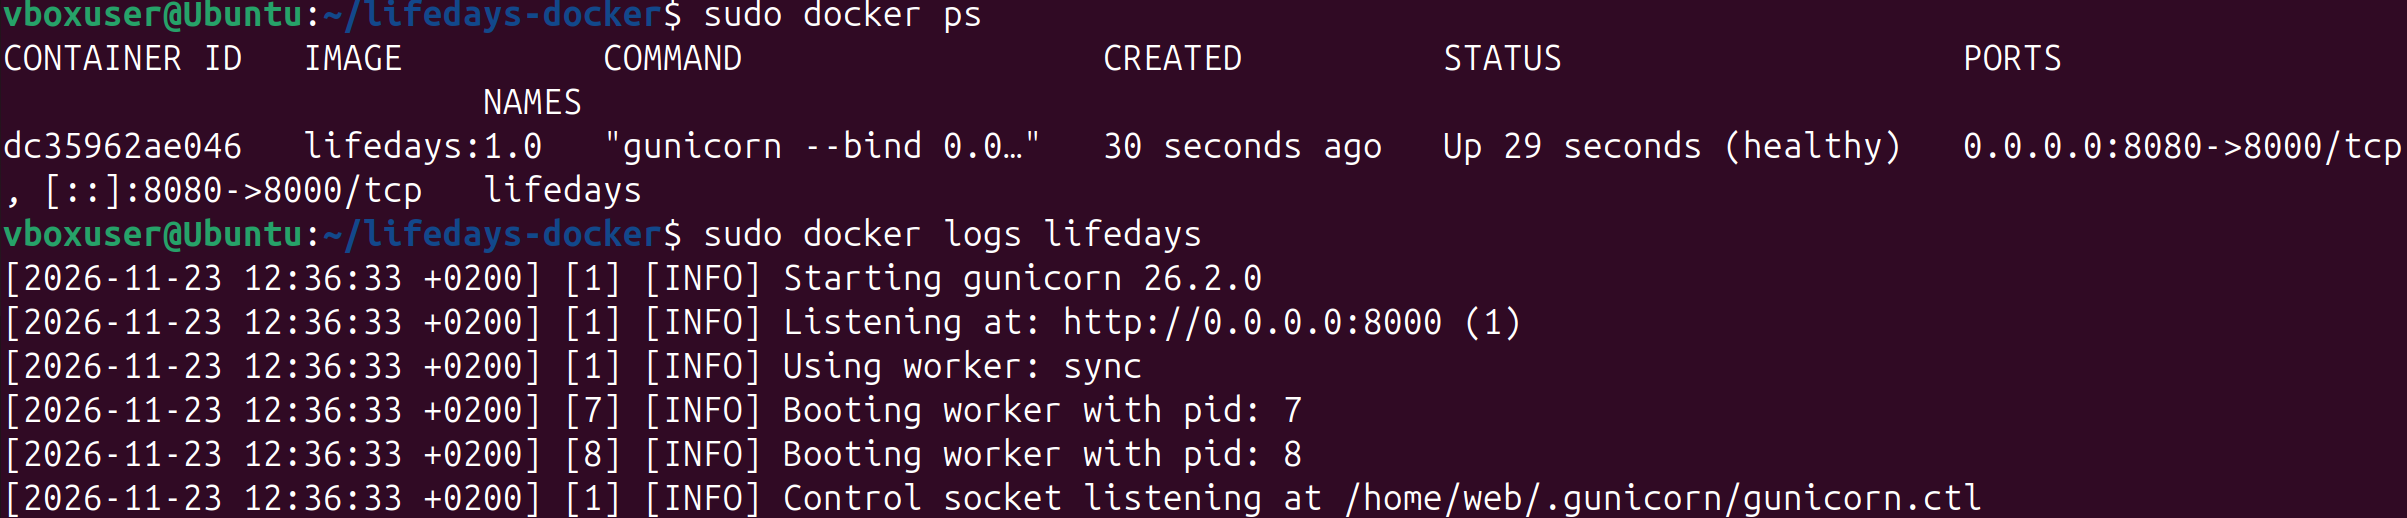 vboxuser@Ubuntu:~/lifedays-docker$ sudo docker ps
CONTAINER ID   IMAGE          COMMAND                  CREATED          STATUS                    PORTS
                        NAMES
dc35962ae046   lifedays:1.0   "gunicorn --bind 0.0…"   30 seconds ago   Up 29 seconds (healthy)   0.0.0.0:8080->8000/tcp
, [::]:8080->8000/tcp   lifedays
vboxuser@Ubuntu:~/lifedays-docker$ sudo docker logs lifedays
[2026-11-23 12:36:33 +0200] [1] [INFO] Starting gunicorn 26.2.0
[2026-11-23 12:36:33 +0200] [1] [INFO] Listening at: http://0.0.0.0:8000 (1)
[2026-11-23 12:36:33 +0200] [1] [INFO] Using worker: sync
[2026-11-23 12:36:33 +0200] [7] [INFO] Booting worker with pid: 7
[2026-11-23 12:36:33 +0200] [8] [INFO] Booting worker with pid: 8
[2026-11-23 12:36:33 +0200] [1] [INFO] Control socket listening at /home/web/.gunicorn/gunicorn.ctl